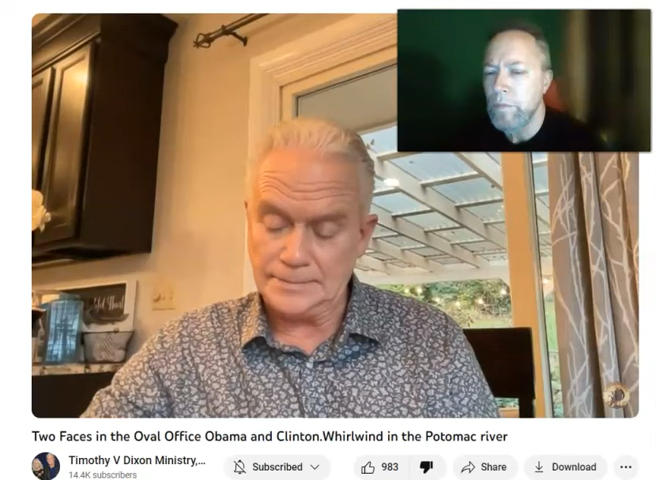 Two Faces in the Oval Office Obama and Clinton.Whirlwind in the Potomac river
Timothy V Dixon Ministry,...
14.4K subscribers
Subscribed
983
Share
Download